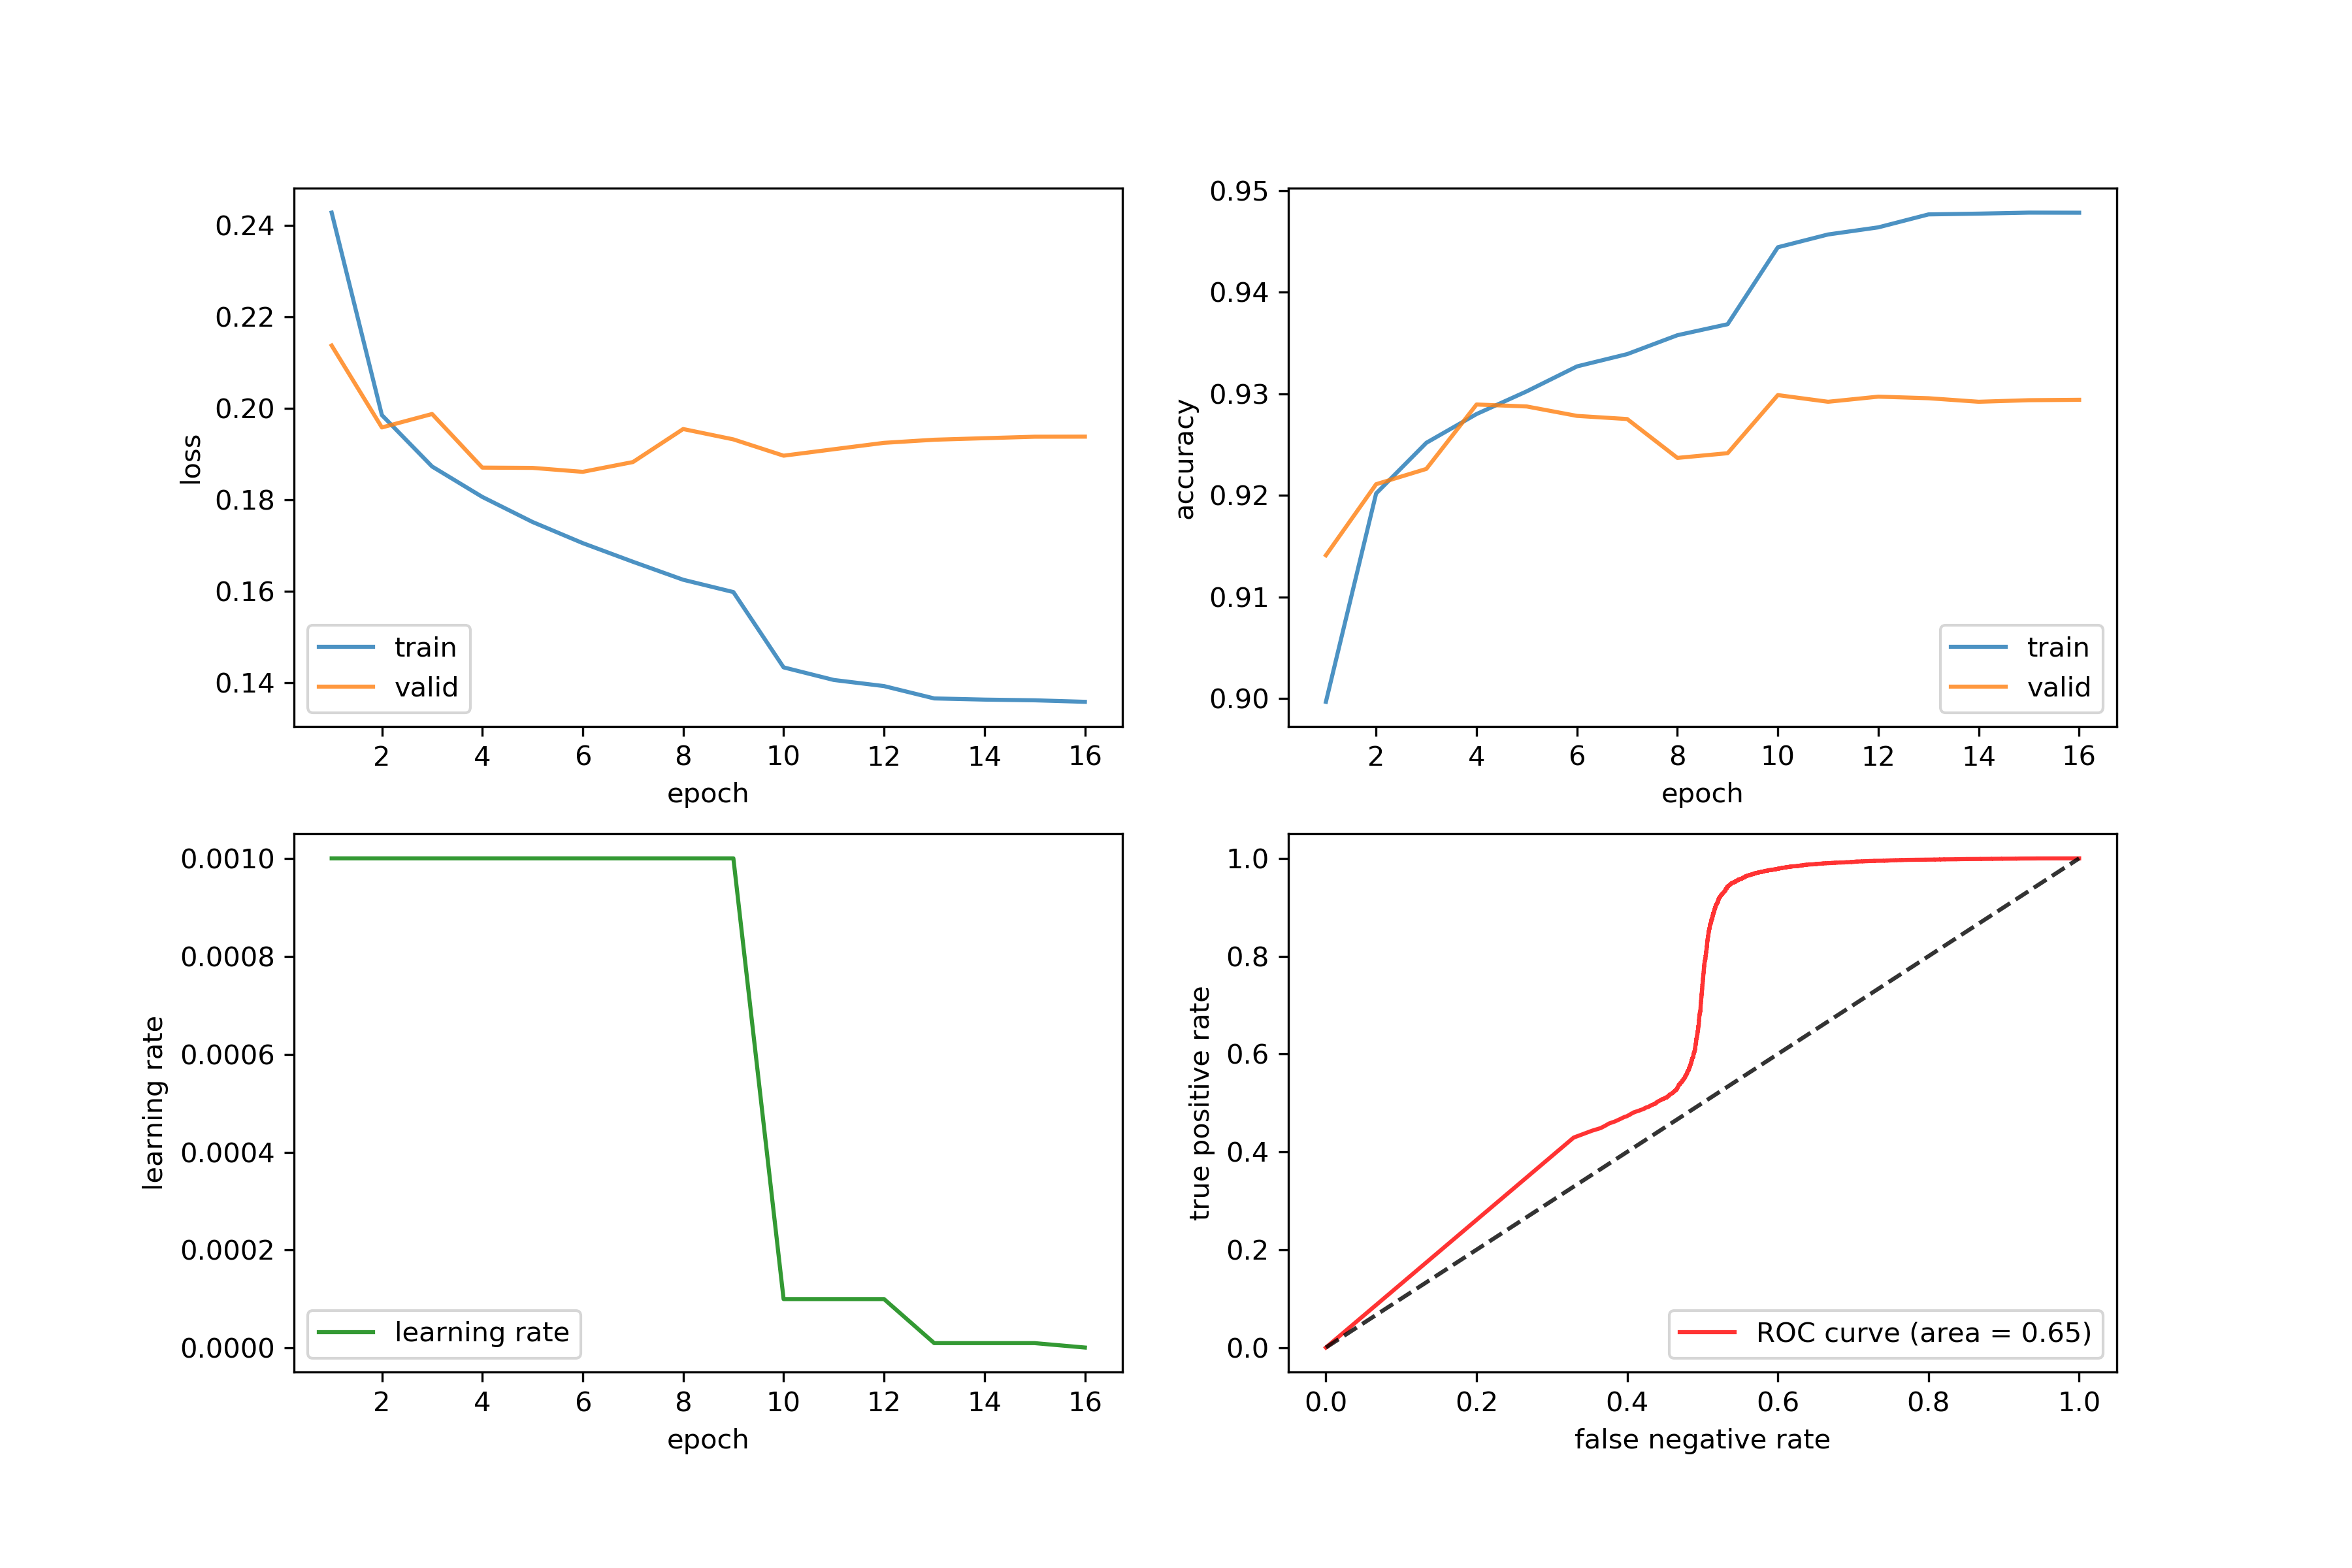 0.24
0.22
0.20
0.18
0.16
0.14
loss
train
valid
2 4 6 8 10 12 14 16
epoch
0.95
0.94
0.93
0.92
0.91
0.90
accuracy
train
valid
2 4 6 8 10 12 14 16
epoch
0.0010
0.0008
0.0006
0.0004
0.0002
0.0000
learning rate
learning rate
2 4 6 8 10 12 14 16
epoch
1.0
0.8
0.6
0.4
0.2
0.0
true positive rate
ROC curve (area = 0.65)
0.0 0.2 0.4 0.6 0.8 1.0
false negative rate